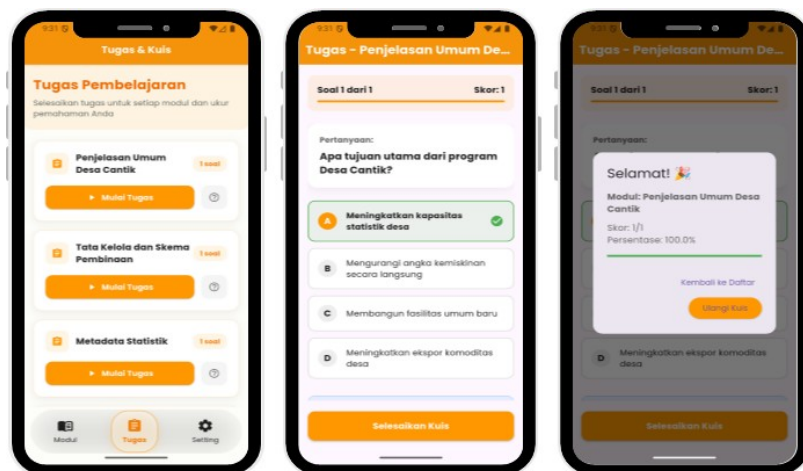 9:31
Tugas & Kuis
Tugas Pembelajaran
Selesaikan tugas untuk setiap modul dan ukur
pemahaman Anda
Penjelasan Umum
Desa Cantik
1 soal
Mulai Tugas
Tata Kelola dan Skema
Pembinaan
1 soal
Mulai Tugas
Metadata Statistik
1 soal
Mulai Tugas
Modul
Tugas
Setting
9:31
Tugas - Penjelasan Umum De...
Soal 1 dari 1
Skor: 1
Pertanyaan:
Apa tujuan utama dari program
Desa Cantik?
A
Meningkatkan kapasitas
statistik desa
B
Mengurangi angka kemiskinan
secara langsung
C
Membangun fasilitas umum baru
D
Meningkatkan ekspor komoditas
desa
Selesaikan Kuis
9:31
Tugas - Penjelasan Umum De...
Soal 1 dari 1
Skor: 1
Pertanyaan:
Selamat!
Modul: Penjelasan Umum Desa
Cantik
Skor: 1/1
Persentase: 100.0%
Kembali ke Daftar
Ulangi Kuis
D
Meningkatkan ekspor komoditas
desa
Selesaikan Kuis